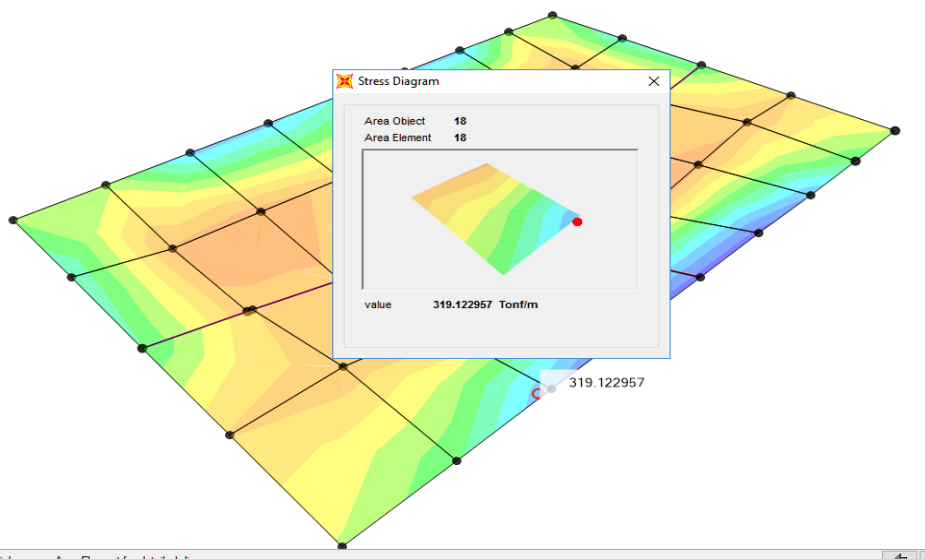 Stress Diagram
Area Object 18
Area Element 18
value 319.122957 Tonf/m
319.122957